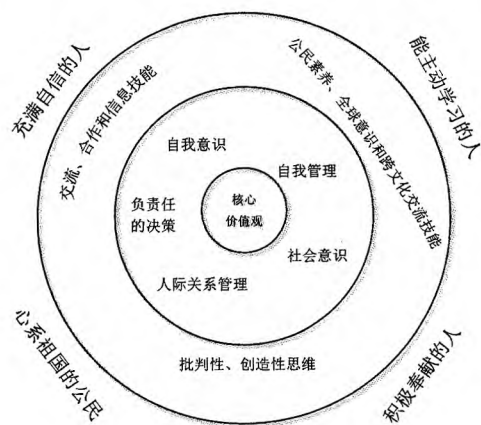 充满自信的人
能主动学习的人
交流、合作和信息技能
公民素养、全球意识和跨文化交流技能
自我意识
自我管理
核心
价值观
负责任
的决策
社会意识
人际关系管理
批判性、创造性思维
心系祖国的公民
积极奉献的人